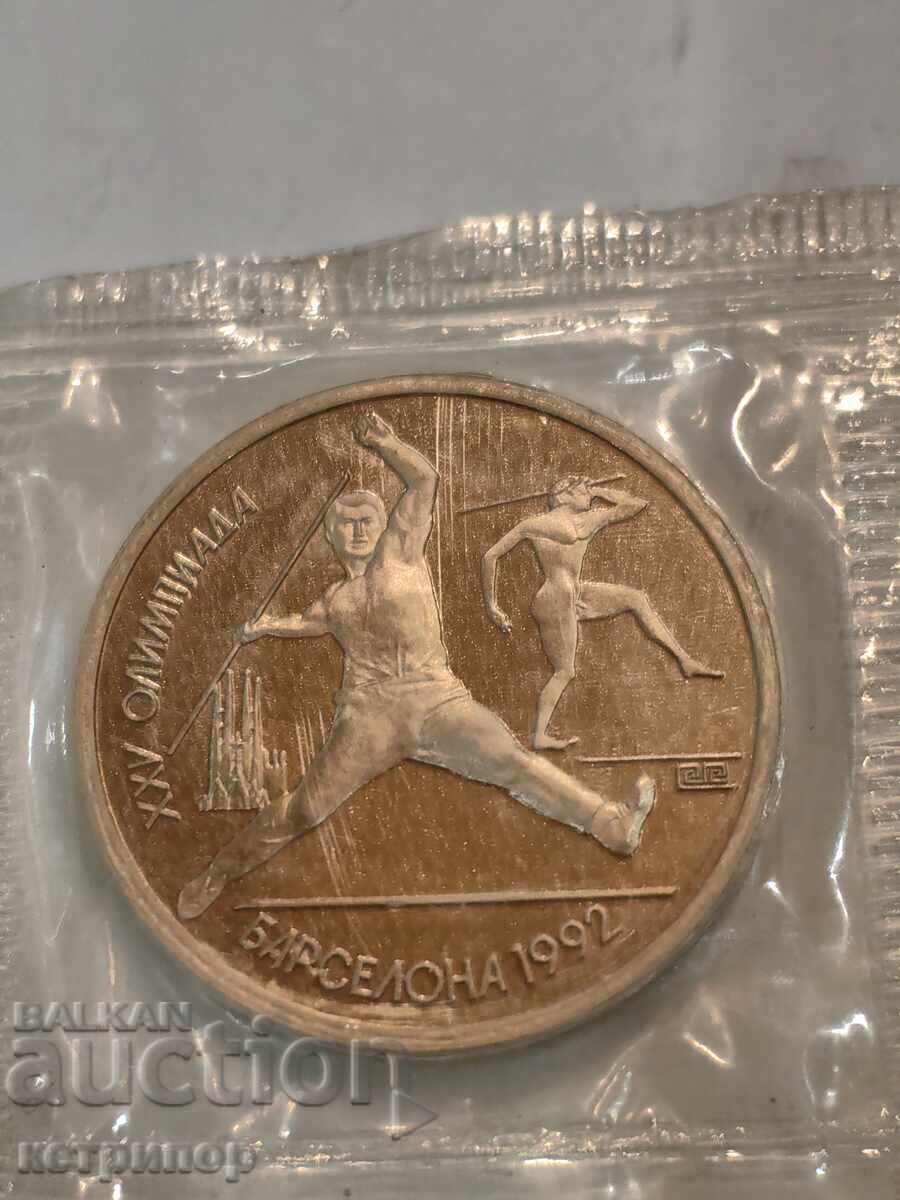 XXV ОЛИМПИАДА
БАРСЕЛОНА 1992
BALKAN
auction
кетрипор